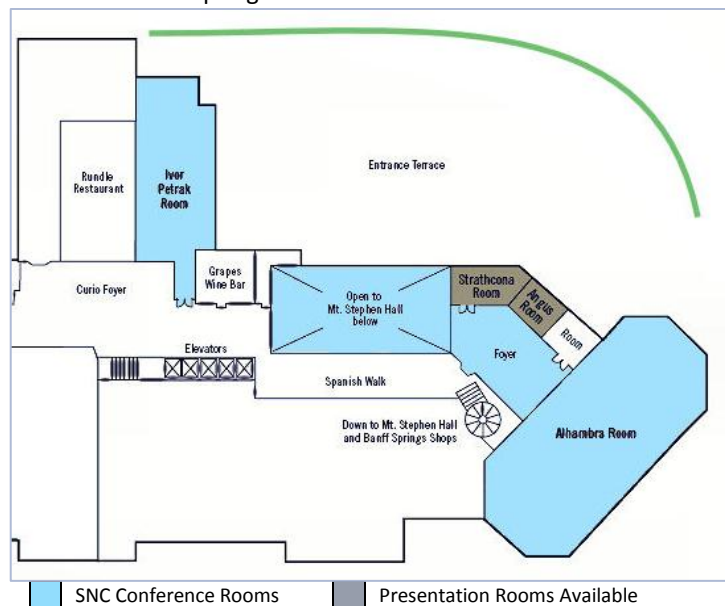 Entrance Terrace
Rundle
Restaurant
Ivor
Petrak
Room
Grapes
Wine Bar
Curio Foyer
Open to
Mt. Stephen Hall
below
Strathcona
Room
Angus
Room
Room
Foyer
Elevators
Spanish Walk
Down to Mt. Stephen Hall
and Banff Springs Shops
Alhambra Room
SNC Conference Rooms
Presentation Rooms Available